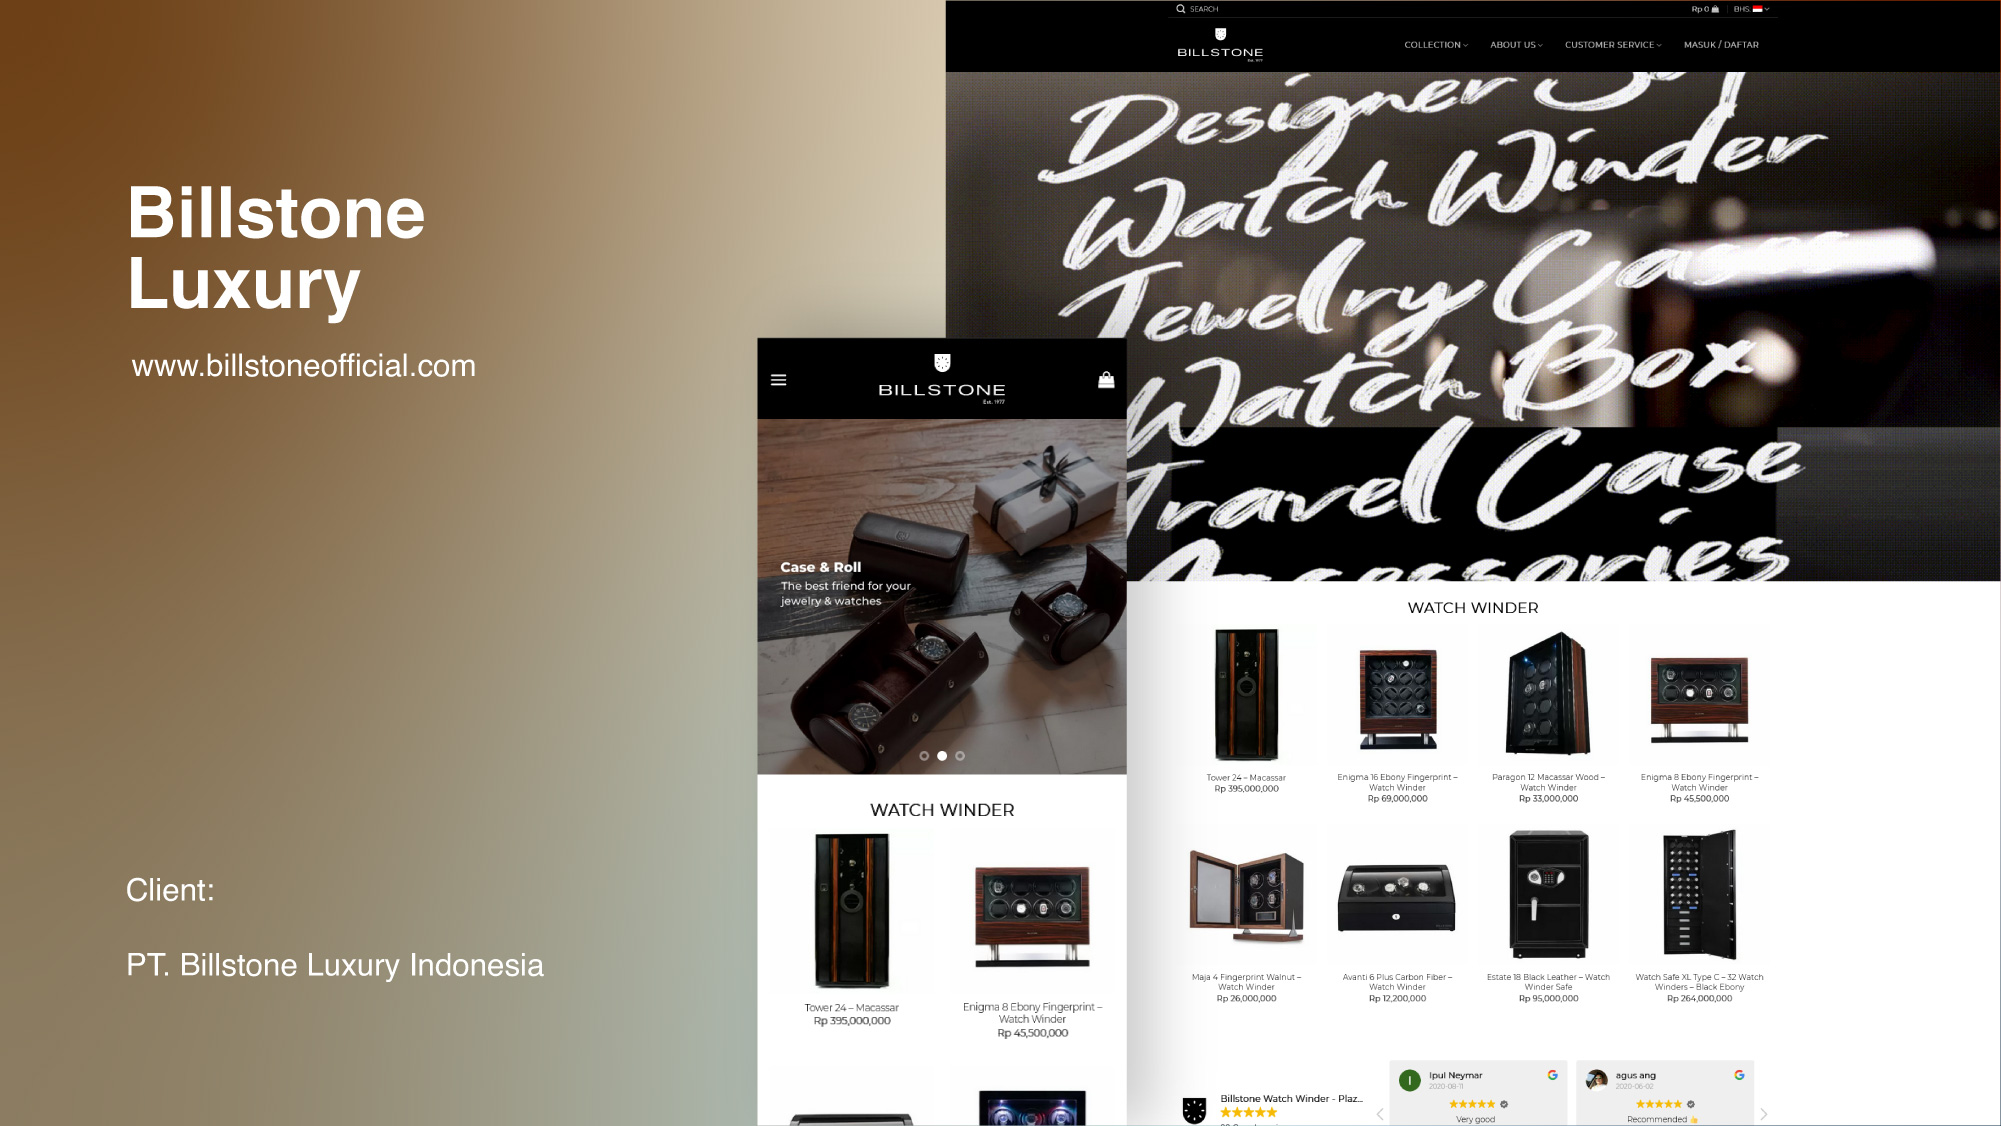 Billstone
Luxury
www.billstoneofficial.com
Client:
PT. Billstone Luxury Indonesia
SEARCH
Rp 0
BHS:
BILLSTONE
Est. 1977
COLLECTION
ABOUT US
CUSTOMER SERVICE
MASUK / DAFTAR
Designer
Watch Winder
Jewelry Cases
Watch Box
Travel Case
Accessories
WATCH WINDER
Tower 24 – Macassar
Rp 395,000,000
Enigma 16 Ebony Fingerprint –
Watch Winder
Rp 69,000,000
Paragon 12 Macassar Wood –
Watch Winder
Rp 33,000,000
Enigma 8 Ebony Fingerprint –
Watch Winder
Rp 45,500,000
Maja 4 Fingerprint Walnut –
Watch Winder
Rp 26,000,000
Avanti 6 Plus Carbon Fiber –
Watch Winder
Rp 12,200,000
Estate 18 Black Leather – Watch
Winder Safe
Rp 95,000,000
Watch Safe XL Type C – 32 Watch
Winders – Black Ebony
Rp 264,000,000
Billstone Watch Winder - Plaz...
Ipul Neymar
2020-08-11
Very good
agus ang
2020-06-02
Recommended 👍
BILLSTONE
Est. 1977
Case & Roll
The best friend for your
jewelry & watches
WATCH WINDER
Tower 24 – Macassar
Rp 395,000,000
Enigma 8 Ebony Fingerprint –
Watch Winder
Rp 45,500,000